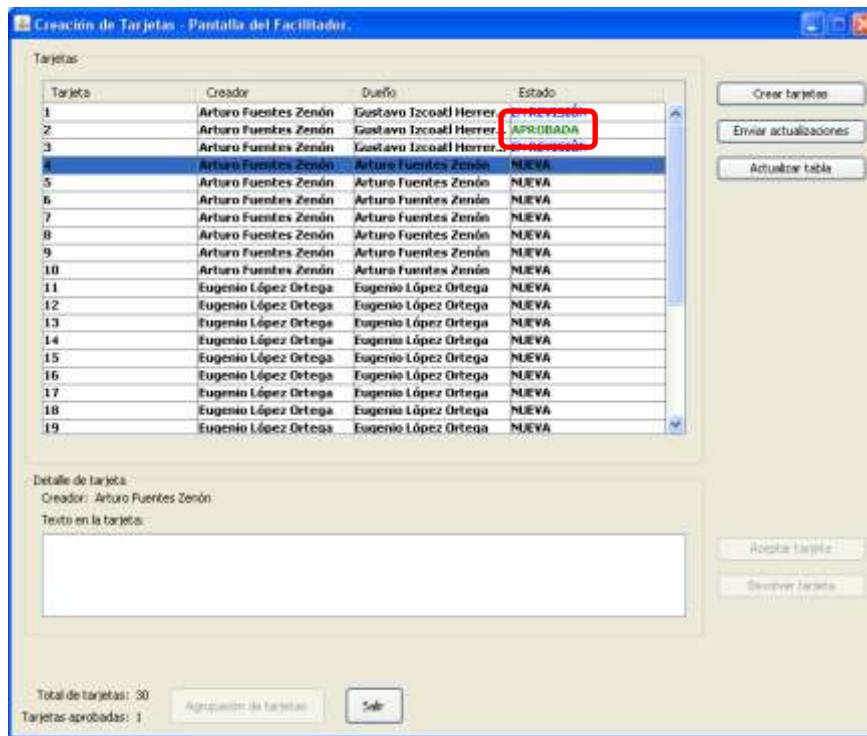 Creación de Tarjetas - Pantalla del Facilitador.
Tarjetas
Tarjeta Creador Dueño Estado
1 Arturo Fuentes Zenón Gustavo Izcoatl Herrer... EN REVISIÓN
2 Arturo Fuentes Zenón Gustavo Izcoatl Herrer... APROBADA
3 Arturo Fuentes Zenón Gustavo Izcoatl Herrer... EN REVISIÓN
4 Arturo Fuentes Zenón Arturo Fuentes Zenón NUEVA
5 Arturo Fuentes Zenón Arturo Fuentes Zenón NUEVA
6 Arturo Fuentes Zenón Arturo Fuentes Zenón NUEVA
7 Arturo Fuentes Zenón Arturo Fuentes Zenón NUEVA
8 Arturo Fuentes Zenón Arturo Fuentes Zenón NUEVA
9 Arturo Fuentes Zenón Arturo Fuentes Zenón NUEVA
10 Arturo Fuentes Zenón Arturo Fuentes Zenón NUEVA
11 Eugenio López Ortega Eugenio López Ortega NUEVA
12 Eugenio López Ortega Eugenio López Ortega NUEVA
13 Eugenio López Ortega Eugenio López Ortega NUEVA
14 Eugenio López Ortega Eugenio López Ortega NUEVA
15 Eugenio López Ortega Eugenio López Ortega NUEVA
16 Eugenio López Ortega Eugenio López Ortega NUEVA
17 Eugenio López Ortega Eugenio López Ortega NUEVA
18 Eugenio López Ortega Eugenio López Ortega NUEVA
19 Eugenio López Ortega Eugenio López Ortega NUEVA
Crear tarjetas
Enviar actualizaciones
Actualizar tabla
Detalle de tarjeta
Creador: Arturo Fuentes Zenón
Texto en la tarjeta:
Aceptar tarjeta
Devolver tarjeta
Total de tarjetas: 30
Tarjetas aprobadas: 1
Agrupación de tarjetas
Salir